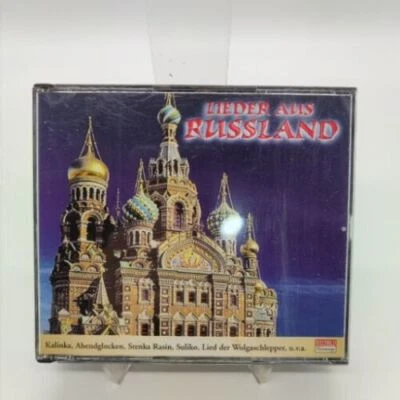 LIEDER AUS
RUSSLAND
Kalinka, Abendglocken, Stenka Rasin, Suliko, Lied der Wolgaschlepper, u.v.a.